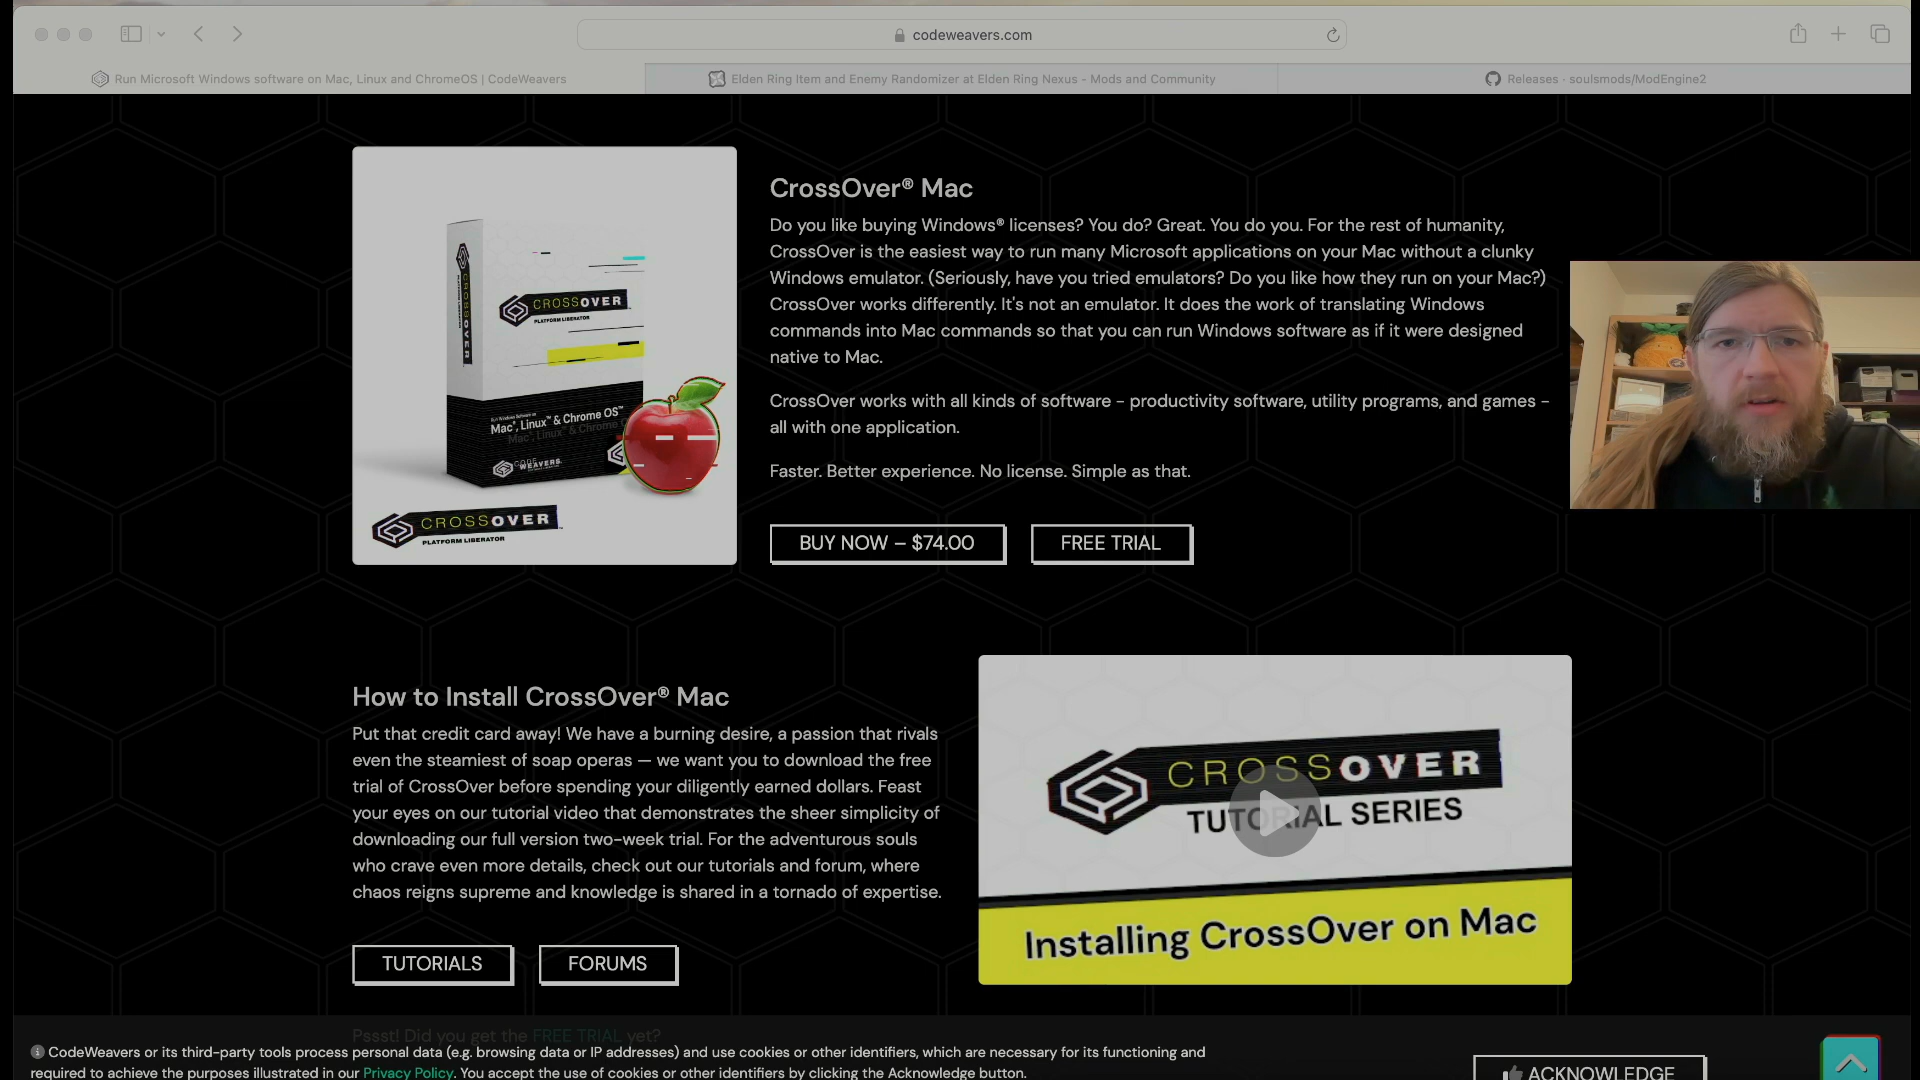 codeweavers.com
Run Microsoft Windows software on Mac, Linux and ChromeOS | CodeWeavers
Elden Ring Item and Enemy Randomizer at Elden Ring Nexus - Mods and Community
Releases · soulsmods/ModEngine2
CROSSOVER
CROSSOVER
PLATFORM LIBERATOR
Mac, Linux™ & Chrome OS™
CODE
WEAVERS
CROSSOVER™
PLATFORM LIBERATOR
CrossOver® Mac
Do you like buying Windows® licenses? You do? Great. You do you. For the rest of humanity,
CrossOver is the easiest way to run many Microsoft applications on your Mac without a clunky
Windows emulator. (Seriously, have you tried emulators? Do you like how they run on your Mac?)
CrossOver works differently. It's not an emulator. It does the work of translating Windows
commands into Mac commands so that you can run Windows software as if it were designed
native to Mac.
CrossOver works with all kinds of software – productivity software, utility programs, and games –
all with one application.
Faster. Better experience. No license. Simple as that.
BUY NOW – $74.00
FREE TRIAL
How to Install CrossOver® Mac
Put that credit card away! We have a burning desire, a passion that rivals
even the steamiest of soap operas — we want you to download the free
trial of CrossOver before spending your diligently earned dollars. Feast
your eyes on our tutorial video that demonstrates the sheer simplicity of
downloading our full version two-week trial. For the adventurous souls
who crave even more details, check out our tutorials and forum, where
chaos reigns supreme and knowledge is shared in a tornado of expertise.
TUTORIALS
FORUMS
CROSSOVER
TUTORIAL SERIES
Installing CrossOver on Mac
Pssst! Did you get the FREE TRIAL yet?
CodeWeavers or its third-party tools process personal data (e.g. browsing data or IP addresses) and use cookies or other identifiers, which are necessary for its functioning and
required to achieve the purposes illustrated in our Privacy Policy. You accept the use of cookies or other identifiers by clicking the Acknowledge button.
ACKNOWLEDGE